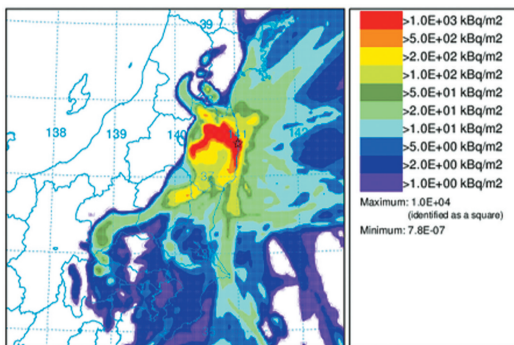 39
138 139 140 141 142
>1.0E+03 kBq/m2
>5.0E+02 kBq/m2
>2.0E+02 kBq/m2
>1.0E+02 kBq/m2
>5.0E+01 kBq/m2
>2.0E+01 kBq/m2
>1.0E+01 kBq/m2
>5.0E+00 kBq/m2
>2.0E+00 kBq/m2
>1.0E+00 kBq/m2
Maximum: 1.0E+04
(identified as a square)
Minimum: 7.8E-07